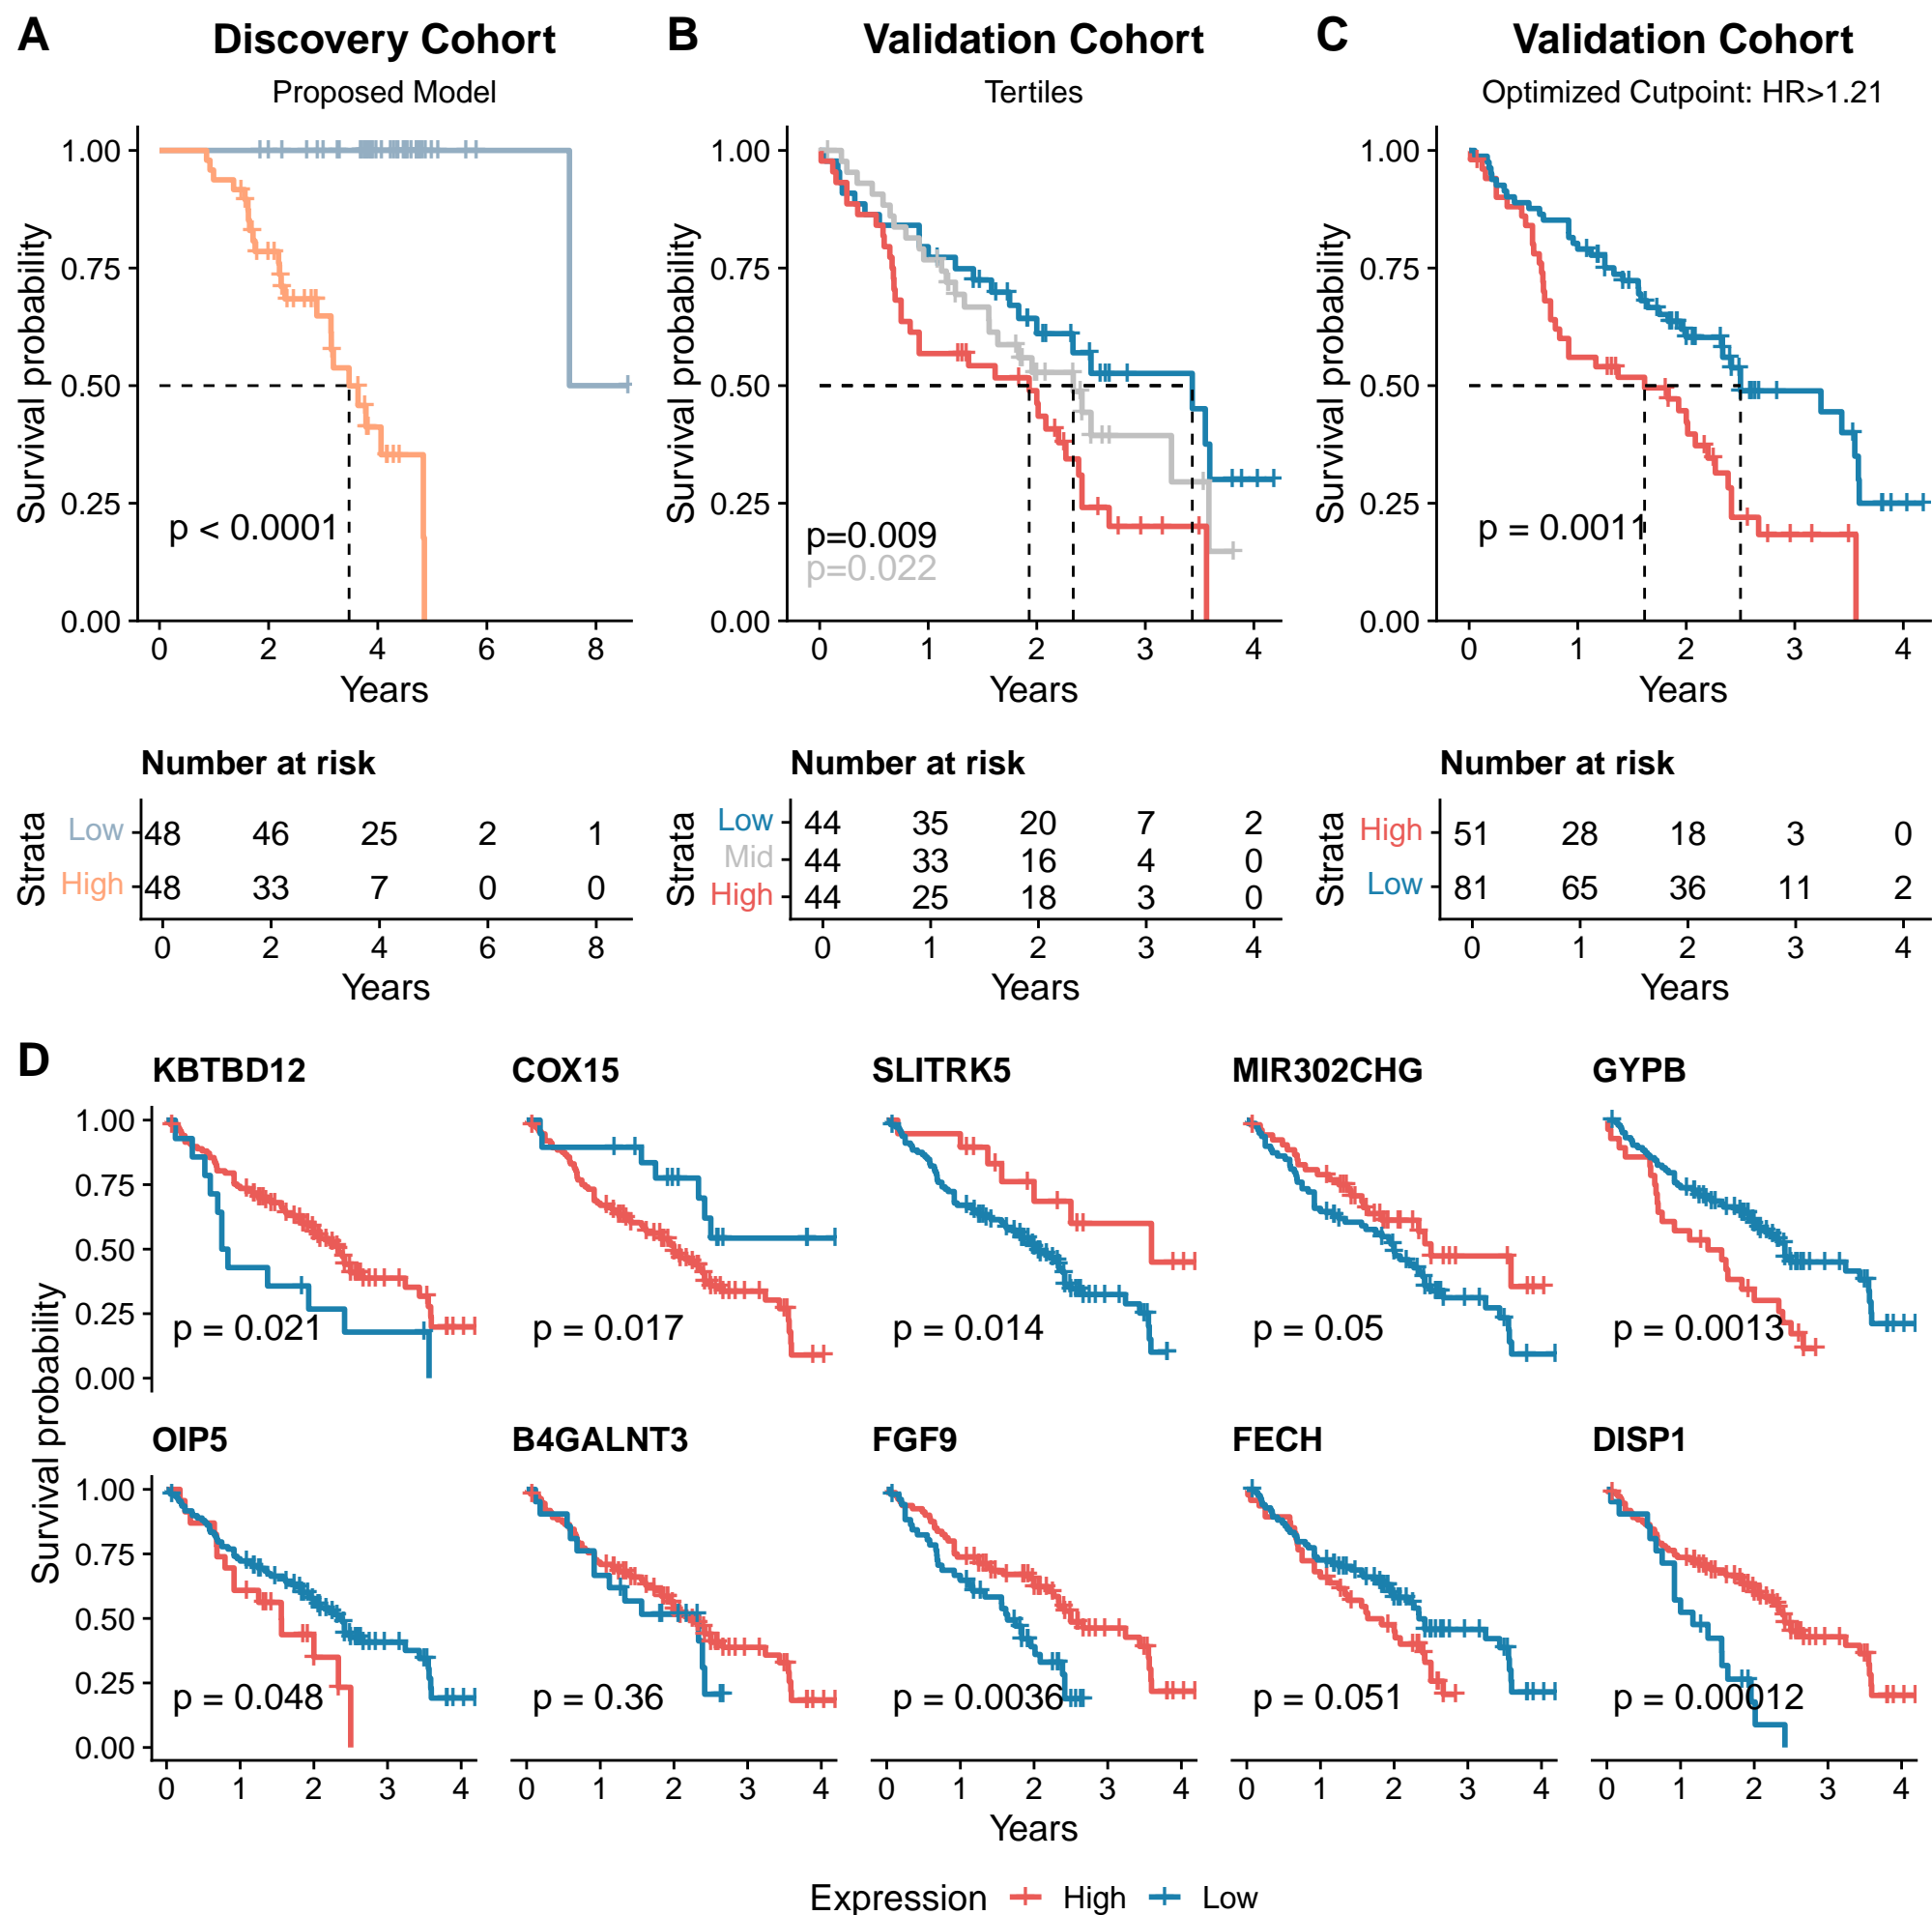 A Discovery Cohort
Proposed Model
Survival probability
1.00
0.75
0.50
0.25
0.00
p < 0.0001
0 2 4 6 8
Years
Number at risk
Strata
Low 48 46 25 2 1
High 48 33 7 0 0
0 2 4 6 8
Years
B Validation Cohort
Tertiles
Survival probability
1.00
0.75
0.50
0.25
0.00
p=0.009
p=0.022
0 1 2 3 4
Years
Number at risk
Strata
Low 44 35 20 7 2
Mid 44 33 16 4 0
High 44 25 18 3 0
0 1 2 3 4
Years
C Validation Cohort
Optimized Cutpoint: HR>1.21
Survival probability
1.00
0.75
0.50
0.25
0.00
p = 0.0011
0 1 2 3 4
Years
Number at risk
Strata
High 51 28 18 3 0
Low 81 65 36 11 2
0 1 2 3 4
Years
D
Survival probability
KBTBD12 COX15 SLITRK5 MIR302CHG GYPB
1.00
0.75
0.50
0.25
0.00
p = 0.021 p = 0.017 p = 0.014 p = 0.05 p = 0.0013
OIP5 B4GALNT3 FGF9 FECH DISP1
1.00
0.75
0.50
0.25
0.00
p = 0.048 p = 0.36 p = 0.0036 p = 0.051 p = 0.00012
0 1 2 3 4 0 1 2 3 4 0 1 2 3 4 0 1 2 3 4 0 1 2 3 4
Years
Expression High Low